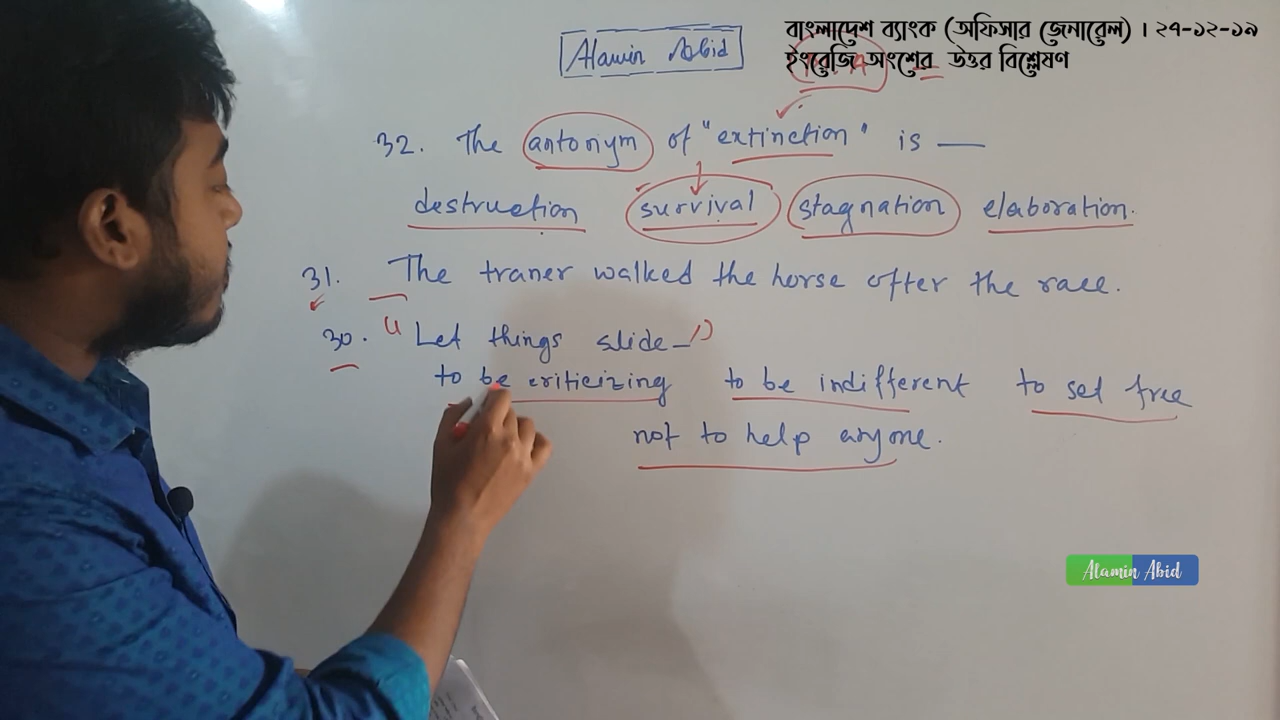 Alamin Abid
বাংলাদেশ ব্যাংক (অফিসার জেনারেল) । ২৭-১২-১৯
ইংরেজি অংশের উত্তর বিশ্লেষণ
32. The antonym of "extinction" is —
destruction survival stagnation elaboration.
31. The traner walked the horse after the race.
30. "Let things slide—"
to be criticizing to be indifferent to set free
not to help anyone.
Alamin Abid